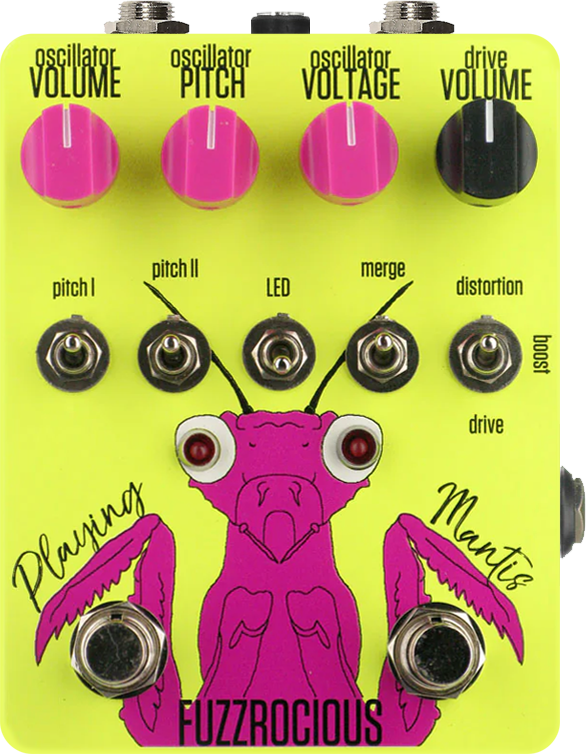 oscillator
VOLUME
oscillator
PITCH
oscillator
VOLTAGE
drive
VOLUME
pitch I
pitch II
LED
merge
distortion
boost
drive
Playing
Mantis
FUZZROCIOUS